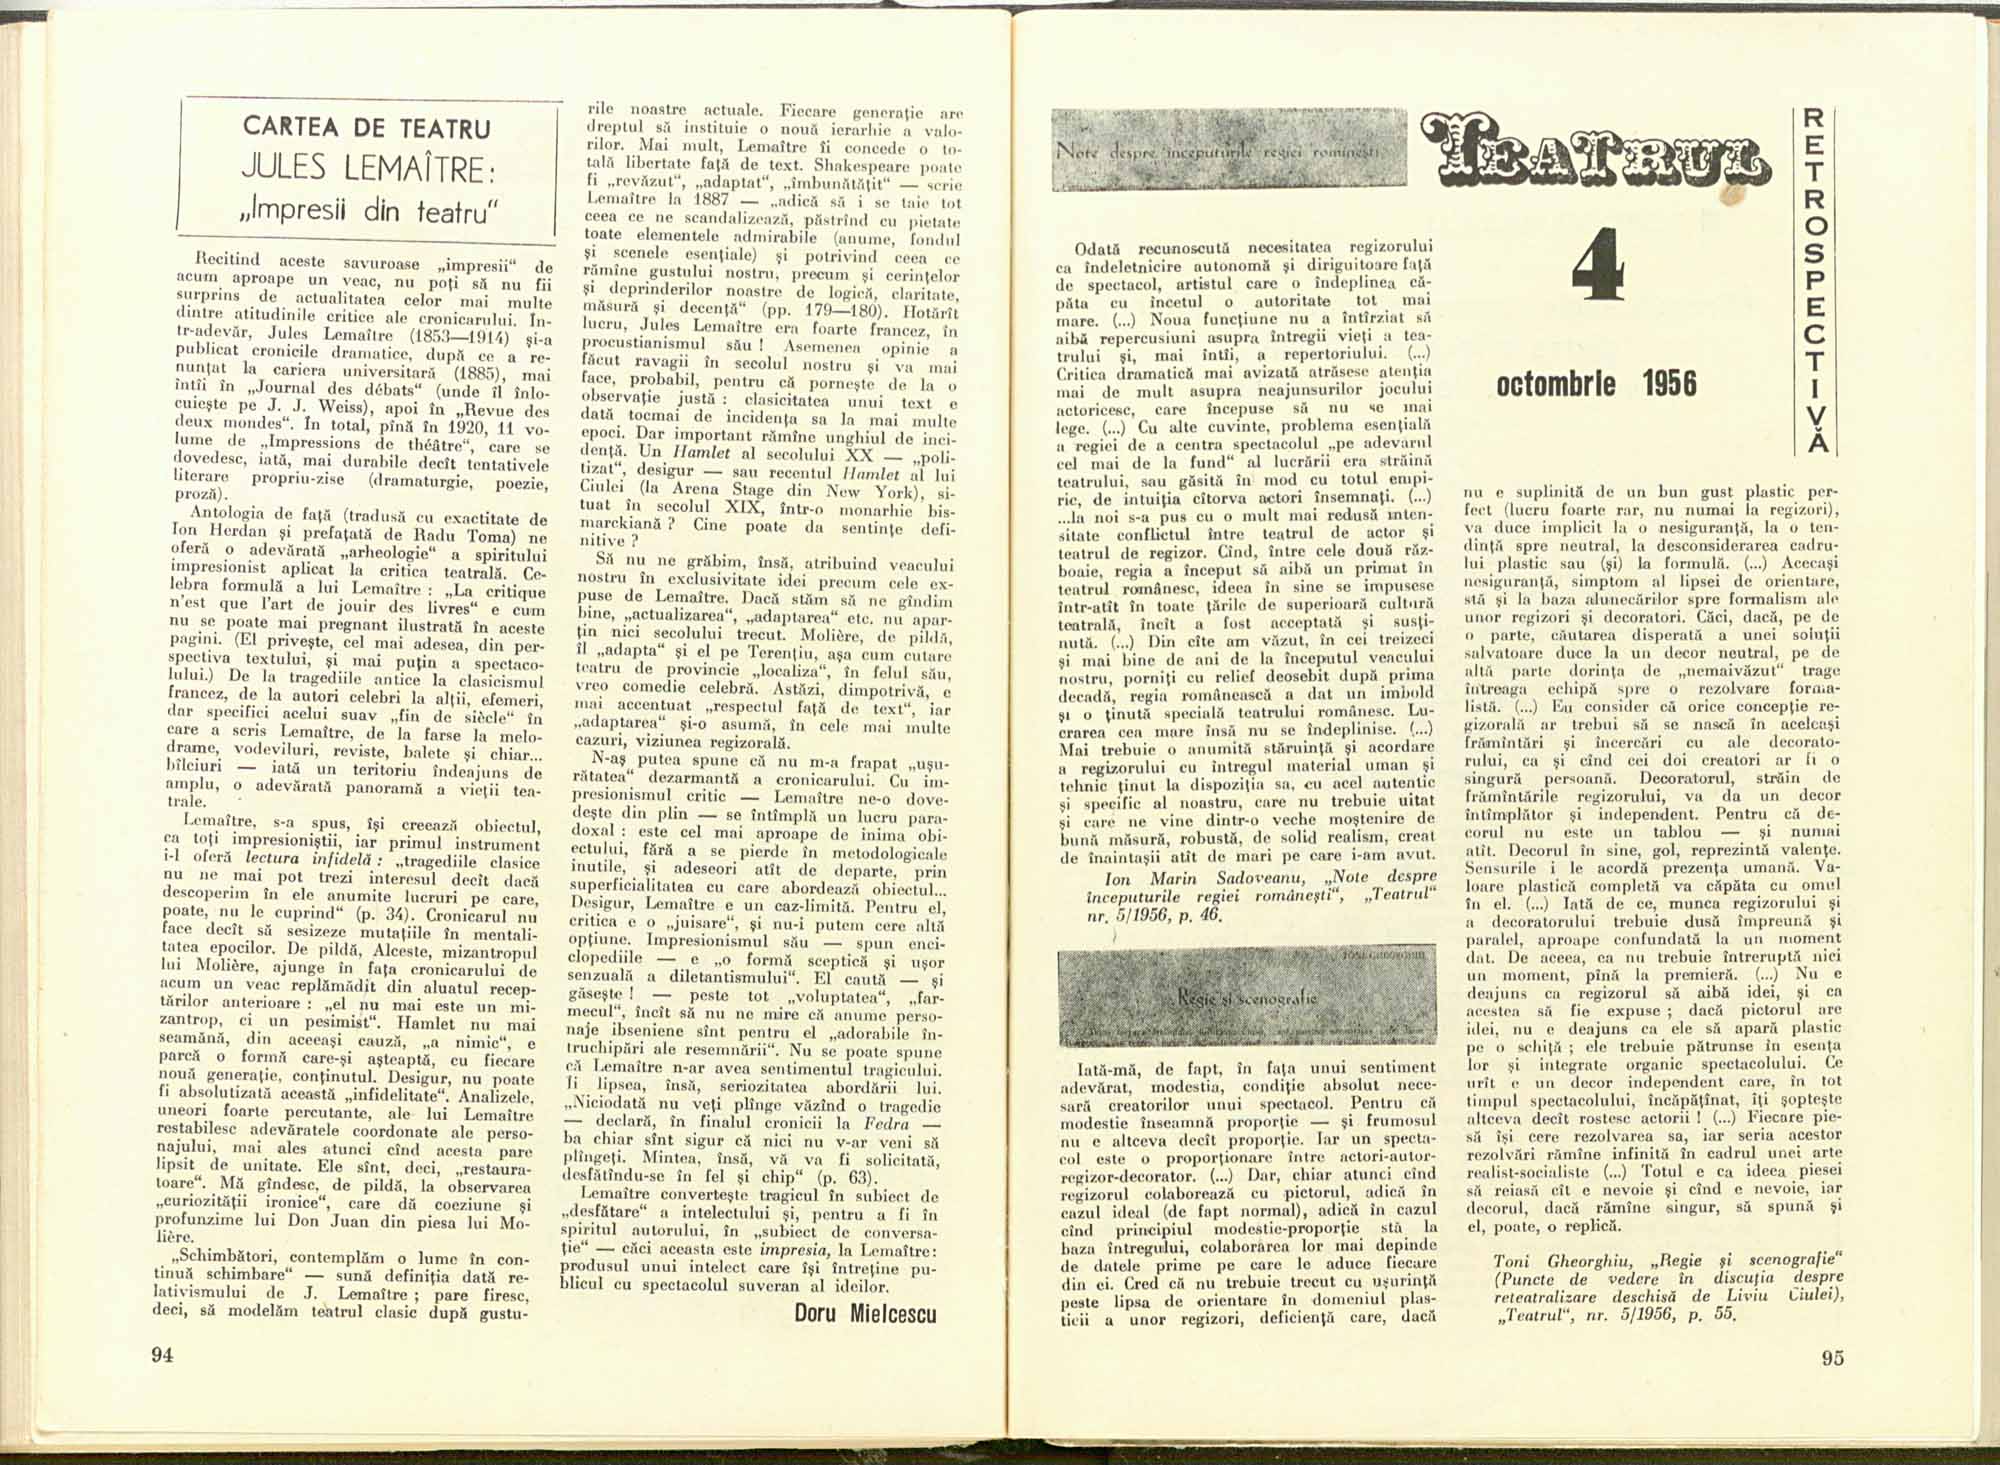 CARTEA DE TEATRU
JULES LEMAÎTRE:
„Impresii din teatru“
Recitind aceste savuroase „impresii“ de
acum aproape un veac, nu poți să nu fii
surprins de actualitatea celor mai multe
dintre atitudinile critice ale cronicarului. În-
tr-adevăr, Jules Lemaître (1853—1914) și-a
publicat cronicile dramatice, după ce a re-
nunțat la cariera universitară (1885), mai
întîi în „Journal des débats“ (unde îl înlo-
cuiește pe J. J. Weiss), apoi în „Revue des
deux mondes“. În total, pînă în 1920, 11 vo-
lume de „Impressions de théâtre“, care se
dovedesc, iată, mai durabile decît tentativele
literare propriu-zise (dramaturgie, poezie,
proză).
Antologia de față (tradusă cu exactitate de
Ion Herdan și prefațată de Radu Toma) ne
oferă o adevărată „arheologie“ a spiritului
impresionist aplicat la critica teatrală. Ce-
lebra formulă a lui Lemaître : „La critique
n'est que l'art de jouir des livres“ e cum
nu se poate mai pregnant ilustrată în aceste
pagini. (El privește, cel mai adesea, din per-
spectiva textului, și mai puțin a spectaco-
lului.) De la tragediile antice la clasicismul
francez, de la autori celebri la alții, efemeri,
dar specifici acelui suav „fin de siècle“ în
care a scris Lemaître, de la farse la melo-
drame, vodeviluri, reviste, balete și chiar...
bîlciuri — iată un teritoriu îndeajuns de
amplu, o adevărată panoramă a vieții tea-
trale.
Lemaître, s-a spus, își creează obiectul,
ca toți impresioniștii, iar primul instrument
i-l oferă lectura infidelă : „tragediile clasice
nu ne mai pot trezi interesul decît dacă
descoperim în ele anumite lucruri pe care,
poate, nu le cuprind“ (p. 34). Cronicarul nu
face decît să sesizeze mutațiile în mentali-
tatea epocilor. De pildă, Alceste, mizantropul
lui Molière, ajunge în fața cronicarului de
acum un veac replămădit din aluatul recep-
tărilor anterioare : „el nu mai este un mi-
zantrop, ci un pesimist“. Hamlet nu mai
seamănă, din aceeași cauză, „a nimic“, e
parcă o formă care-și așteaptă, cu fiecare
nouă generație, conținutul. Desigur, nu poate
fi absolutizată această „infidelitate“. Analizele,
uneori foarte percutante, ale lui Lemaître
restabilesc adevăratele coordonate ale perso-
najului, mai ales atunci cînd acesta pare
lipsit de unitate. Ele sînt, deci, „restaura-
toare“. Mă gîndesc, de pildă, la observarea
„curiozității ironice“, care dă coeziune și
profunzime lui Don Juan din piesa lui Mo-
lière.
„Schimbători, contemplăm o lume în con-
tinuă schimbare“ — sună definiția dată re-
lativismului de J. Lemaître ; pare firesc,
deci, să modelăm teatrul clasic după gustu-
rile noastre actuale. Fiecare generație are
dreptul să instituie o nouă ierarhie a valo-
rilor. Mai mult, Lemaître îi concede o to-
tală libertate față de text. Shakespeare poate
fi „revăzut“, „adaptat“, „îmbunătățit“ — scrie
Lemaître la 1887 — „adică să i se taie tot
ceea ce ne scandalizează, păstrînd cu pietate
toate elementele admirabile (anume, fondul
și scenele esențiale) și potrivind ceea ce
rămîne gustului nostru, precum și cerințelor
și deprinderilor noastre de logică, claritate,
măsură și decență“ (pp. 179—180). Hotărît
lucru, Jules Lemaître era foarte francez, în
procustianismul său ! Asemenea opinie a
făcut ravagii în secolul nostru și va mai
face, probabil, pentru că pornește de la o
observație justă : clasicitatea unui text e
dată tocmai de incidența sa la mai multe
epoci. Dar important rămîne unghiul de inci-
dență. Un Hamlet al secolului XX — „poli-
tizat“, desigur — sau recentul Hamlet al lui
Ciulei (la Arena Stage din New York), si-
tuat în secolul XIX, într-o monarhie bis-
marckiană ? Cine poate da sentințe defi-
nitive ?
Să nu ne grăbim, însă, atribuind veacului
nostru în exclusivitate idei precum cele ex-
puse de Lemaître. Dacă stăm să ne gîndim
bine, „actualizarea“, „adaptarea“ etc. nu apar-
țin nici secolului trecut. Molière, de pildă,
îl „adapta“ și el pe Terențiu, așa cum cutare
teatru de provincie „localiza“, în felul său,
vreo comedie celebră. Astăzi, dimpotrivă, e
mai accentuat „respectul față de text“, iar
„adaptarea“ și-o asumă, în cele mai multe
cazuri, viziunea regizorală.
N-aș putea spune că nu m-a frapat „ușu-
rătatea“ dezarmantă a cronicarului. Cu im-
presionismul critic — Lemaître ne-o dove-
dește din plin — se întîmplă un lucru para-
doxal : este cel mai aproape de inima obi-
ectului, fără a se pierde în metodologicale
inutile, și adeseori atît de departe, prin
superficialitatea cu care abordează obiectul...
Desigur, Lemaître e un caz-limită. Pentru el,
critica e o „juisare“, și nu-i putem cere altă
opțiune. Impresionismul său — spun enci-
clopediile — e „o formă sceptică și ușor
senzuală a diletantismului“. El caută — și
găsește ! — peste tot „voluptatea“, „far-
mecul“, încît să nu ne mire că anume perso-
naje ibseniene sînt pentru el „adorabile în-
truchipări ale resemnării“. Nu se poate spune
că Lemaître n-ar avea sentimentul tragicului.
Îi lipsea, însă, seriozitatea abordării lui.
„Niciodată nu veți plînge văzînd o tragedie
— declară, în finalul cronicii la Fedra —
ba chiar sînt sigur că nici nu v-ar veni să
plîngeți. Mintea, însă, vă va fi solicitată,
desfătîndu-se în fel și chip“ (p. 63).
Lemaître convertește tragicul în subiect de
„desfătare“ a intelectului și, pentru a fi în
spiritul autorului, în „subiect de conversa-
ție“ — căci aceasta este impresia, la Lemaître:
produsul unui intelect care își întreține pu-
blicul cu spectacolul suveran al ideilor.
Doru Mielcescu
94
Note despre începuturile regiei romînești
TEATRUL
4
octombrie 1956
RETROSPECTIVĂ
Odată recunoscută necesitatea regizorului
ca îndeletnicire autonomă și diriguitoare față
de spectacol, artistul care o îndeplinea că-
păta cu încetul o autoritate tot mai
mare. (...) Noua funcțiune nu a întîrziat să
aibă repercusiuni asupra întregii vieți a tea-
trului și, mai întîi, a repertoriului. (...)
Critica dramatică mai avizată atrăsese atenția
mai de mult asupra neajunsurilor jocului
actoricesc, care începuse să nu se mai
lege. (...) Cu alte cuvinte, problema esențială
a regiei de a centra spectacolul „pe adevărul
cel mai de la fund“ al lucrării era străină
teatrului, sau găsită în mod cu totul empi-
ric, de intuiția cîtorva actori însemnați. (...)
...la noi s-a pus cu o mult mai redusă inten-
sitate conflictul între teatrul de actor și
teatrul de regizor. Cînd, între cele două răz-
boaie, regia a început să aibă un primat în
teatrul românesc, ideea în sine se impusese
într-atît în toate țările de superioară cultură
teatrală, încît a fost acceptată și susți-
nută. (...) Din cîte am văzut, în cei treizeci
și mai bine de ani de la începutul veacului
nostru, porniți cu relief deosebit după prima
decadă, regia românească a dat un imbold
și o ținută specială teatrului românesc. Lu-
crarea cea mare însă nu se îndeplinise. (...)
Mai trebuie o anumită stăruință și acordare
a regizorului cu întregul material uman și
tehnic ținut la dispoziția sa, cu acel autentic
și specific al noastru, care nu trebuie uitat
și care ne vine dintr-o veche moștenire de
bună măsură, robustă, de solid realism, creat
de înaintașii atît de mari pe care i-am avut.
Ion Marin Sadoveanu, „Note despre
începuturile regiei românești“, „Teatrul“
nr. 5/1956, p. 46.
TONI GHEORGHIU
Regie și scenografie
Iată-mă, de fapt, în fața unui sentiment
adevărat, modestia, condiție absolut nece-
sară creatorilor unui spectacol. Pentru că
modestie înseamnă proporție — și frumosul
nu e altceva decît proporție. Iar un specta-
col este o proporționare între actori-autor-
regizor-decorator. (...) Dar, chiar atunci cînd
regizorul colaborează cu pictorul, adică în
cazul ideal (de fapt normal), adică în cazul
cînd principiul modestie-proporție stă la
baza întregului, colaborarea lor mai depinde
de datele prime pe care le aduce fiecare
din ei. Cred că nu trebuie trecut cu ușurință
peste lipsa de orientare în domeniul plas-
ticii a unor regizori, deficiență care, dacă
nu e suplinită de un bun gust plastic per-
fect (lucru foarte rar, nu numai la regizori),
va duce implicit la o nesiguranță, la o ten-
dință spre neutral, la desconsiderarea cadru-
lui plastic sau (și) la formulă. (...) Aceeași
nesiguranță, simptom al lipsei de orientare,
stă și la baza alunecărilor spre formalism ale
unor regizori și decoratori. Căci, dacă, pe de
o parte, căutarea disperată a unei soluții
salvatoare duce la un decor neutral, pe de
altă parte dorința de „nemaivăzut“ trage
întreaga echipă spre o rezolvare forma-
listă. (...) Eu consider că orice concepție re-
gizorală ar trebui să se nască în aceleași
frămîntări și încercări cu ale decorato-
rului, ca și cînd cei doi creatori ar fi o
singură persoană. Decoratorul, străin de
frămîntările regizorului, va da un decor
întîmplător și independent. Pentru că de-
corul nu este un tablou — și numai
atît. Decorul în sine, gol, reprezintă valențe.
Sensurile i le acordă prezența umană. Va-
loare plastică completă va căpăta cu omul
în el. (...) Iată de ce, munca regizorului și
a decoratorului trebuie dusă împreună și
paralel, aproape confundată la un moment
dat. De aceea, ea nu trebuie întreruptă nici
un moment, pînă la premieră. (...) Nu e
deajuns ca regizorul să aibă idei, și ca
acestea să fie expuse ; dacă pictorul are
idei, nu e deajuns ca ele să apară plastic
pe o schiță ; ele trebuie pătrunse în esența
lor și integrate organic spectacolului. Ce
urît e un decor independent care, în tot
timpul spectacolului, încăpățînat, îți șoptește
altceva decît rostesc actorii ! (...) Fiecare pie-
să își cere rezolvarea sa, iar seria acestor
rezolvări rămîne infinită în cadrul unei arte
realist-socialiste (...) Totul e ca ideea piesei
să reiasă cît e nevoie și cînd e nevoie, iar
decorul, dacă rămîne singur, să spună și
el, poate, o replică.
Toni Gheorghiu, „Regie și scenografie“
(Puncte de vedere în discuția despre
reteatralizare deschisă de Liviu Ciulei),
„Teatrul“, nr. 5/1956, p. 55.
95